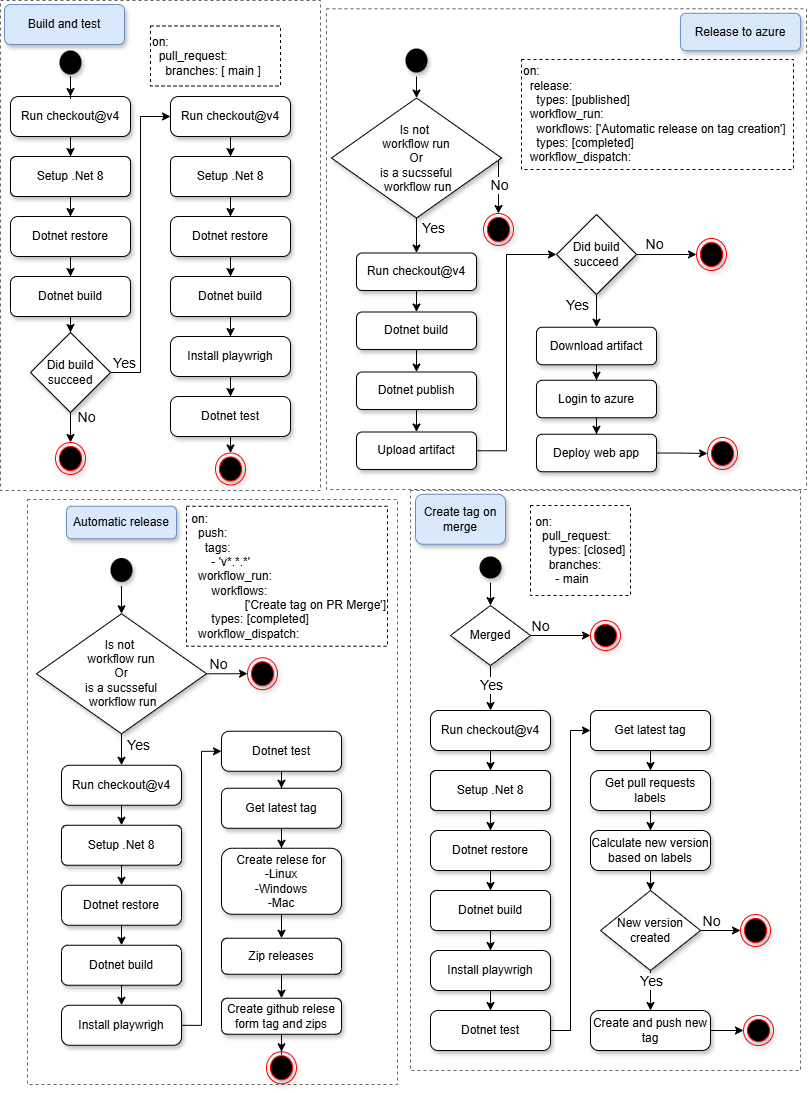 Build and test
on:
pull_request:
branches: [ main ]
Run checkout@v4
Setup .Net 8
Dotnet restore
Dotnet build
Did build
succeed
Yes
No
Run checkout@v4
Setup .Net 8
Dotnet restore
Dotnet build
Install playwrigh
Dotnet test
Release to azure
on:
release:
types: [published]
workflow_run:
workflows: ['Automatic release on tag creation']
types: [completed]
workflow_dispatch:
Is not
workflow run
Or
is a sucsseful
workflow run
No
Yes
Run checkout@v4
Dotnet build
Dotnet publish
Upload artifact
Did build
succeed
No
Yes
Download artifact
Login to azure
Deploy web app
Automatic release
on:
push:
tags:
- 'v*.*.*'
workflow_run:
workflows:
['Create tag on PR Merge']
types: [completed]
workflow_dispatch:
Is not
workflow run
Or
is a sucsseful
workflow run
No
Yes
Run checkout@v4
Setup .Net 8
Dotnet restore
Dotnet build
Install playwrigh
Dotnet test
Get latest tag
Create relese for
-Linux
-Windows
-Mac
Zip releases
Create github relese
form tag and zips
Create tag on
merge
on:
pull_request:
types: [closed]
branches:
- main
Merged
No
Yes
Run checkout@v4
Setup .Net 8
Dotnet restore
Dotnet build
Install playwrigh
Dotnet test
Get latest tag
Get pull requests
labels
Calculate new version
based on labels
New version
created
No
Yes
Create and push new
tag